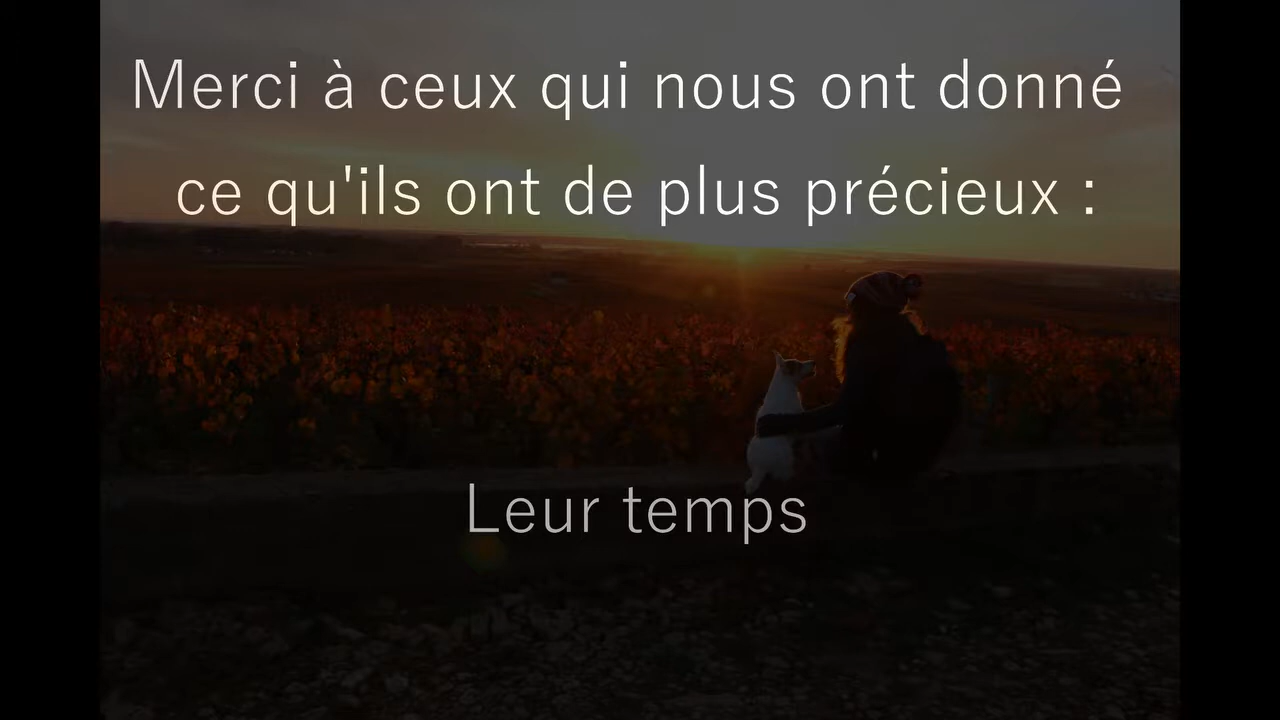 Merci à ceux qui nous ont donné
ce qu'ils ont de plus précieux :
Leur temps